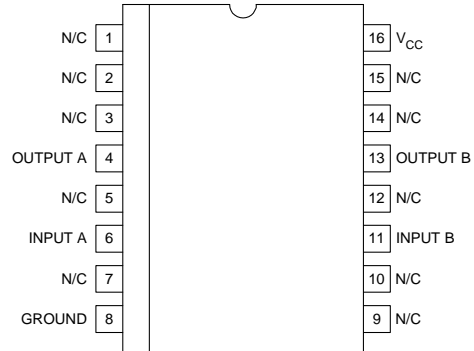 N/C 1
N/C 2
N/C 3
OUTPUT A 4
N/C 5
INPUT A 6
N/C 7
GROUND 8
16 VCC
15 N/C
14 N/C
13 OUTPUT B
12 N/C
11 INPUT B
10 N/C
9 N/C